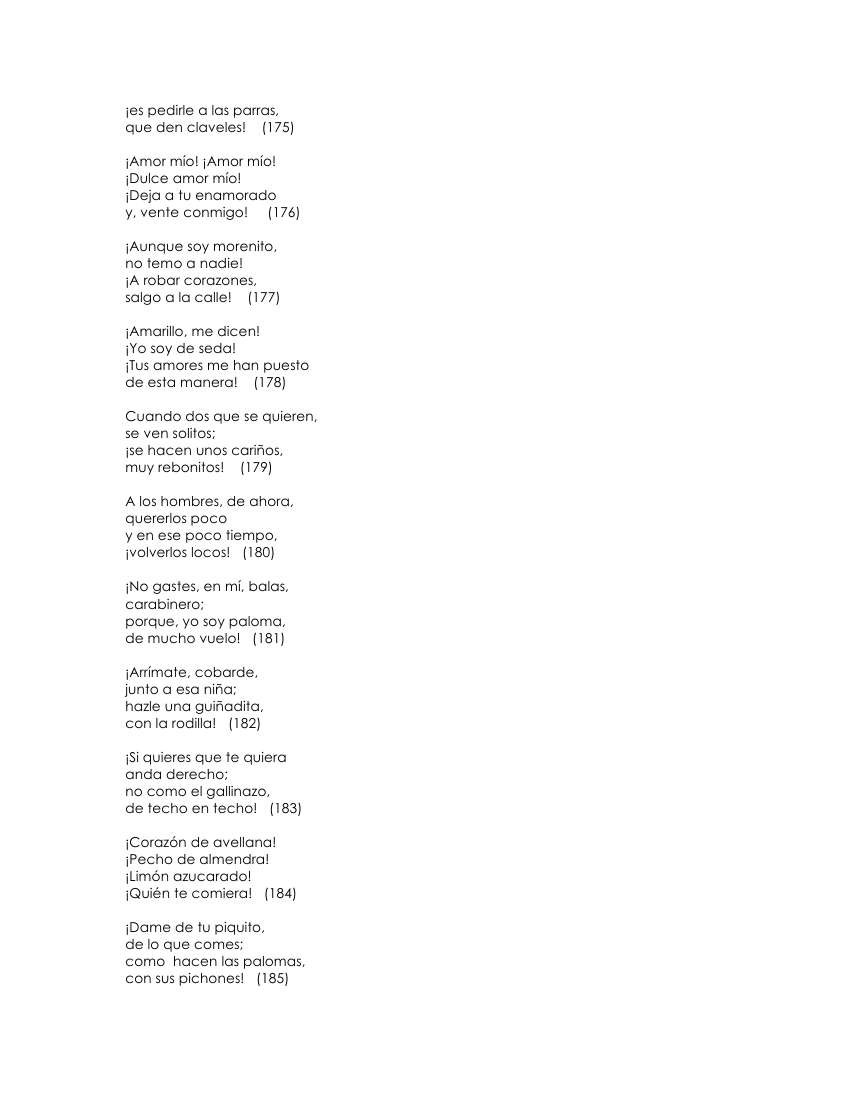 ¡es pedirle a las parras,
que den claveles! (175)
¡Amor mío! ¡Amor mío!
¡Dulce amor mío!
¡Deja a tu enamorado
y, vente conmigo! (176)
¡Aunque soy morenito,
no temo a nadie!
¡A robar corazones,
salgo a la calle! (177)
¡Amarillo, me dicen!
¡Yo soy de seda!
¡Tus amores me han puesto
de esta manera! (178)
Cuando dos que se quieren,
se ven solitos;
¡se hacen unos cariños,
muy rebonitos! (179)
A los hombres, de ahora,
quererlos poco
y en ese poco tiempo,
¡volverlos locos! (180)
¡No gastes, en mí, balas,
carabinero;
porque, yo soy paloma,
de mucho vuelo! (181)
¡Arrímate, cobarde,
junto a esa niña;
hazle una guiñadita,
con la rodilla! (182)
¡Si quieres que te quiera
anda derecho;
no como el gallinazo,
de techo en techo! (183)
¡Corazón de avellana!
¡Pecho de almendra!
¡Limón azucarado!
¡Quién te comiera! (184)
¡Dame de tu piquito,
de lo que comes;
como hacen las palomas,
con sus pichones! (185)